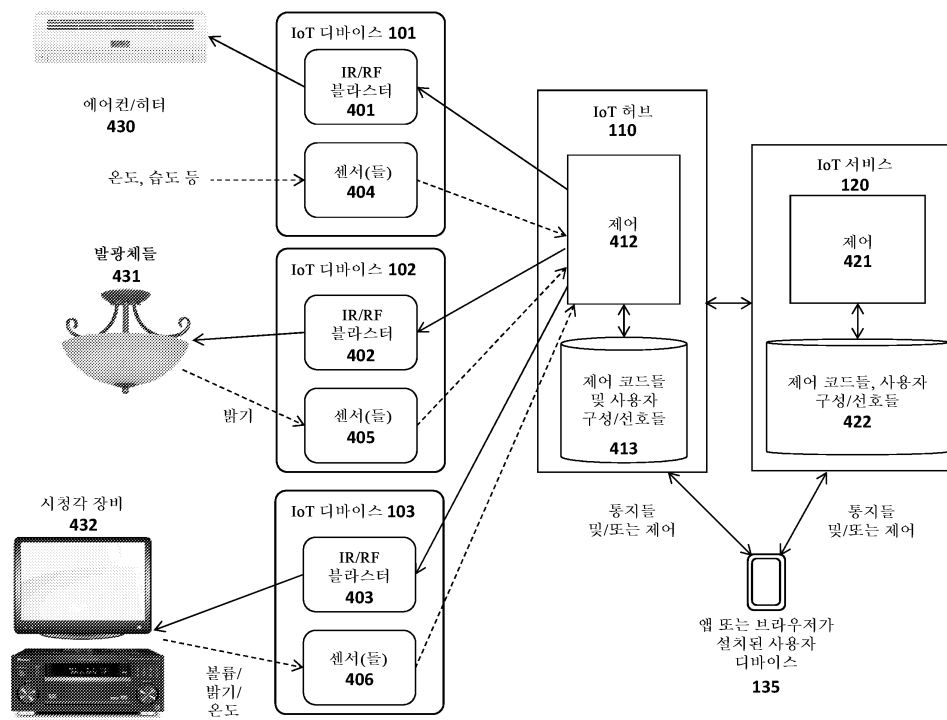 IoT 디바이스 101
IR/RF
블라스터
401
센서(들)
404
에어컨/히터
430
온도, 습도 등
발광체들
431
IoT 디바이스 102
IR/RF
블라스터
402
센서(들)
405
밝기
시청각 장비
432
IoT 디바이스 103
IR/RF
블라스터
403
센서(들)
406
볼륨/
밝기/
온도
IoT 허브
110
제어
412
제어 코드들
및 사용자
구성/선호들
413
IoT 서비스
120
제어
421
제어 코드들, 사용자
구성/선호들
422
통지들
및/또는 제어
통지들
및/또는 제어
앱 또는 브라우저가
설치된 사용자
디바이스
135